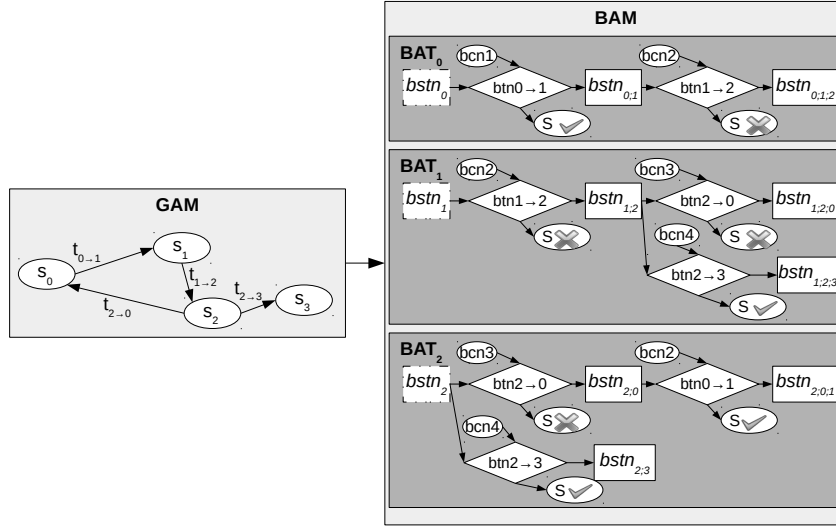 BAM
BAT0
bcn1
bcn2
bstn0
btn0→1
bstn0;1
btn1→2
bstn0;1;2
S
S
BAT1
bcn2
bcn3
bstn1
btn1→2
bstn1;2
btn2→0
bstn1;2;0
S
bcn4
S
btn2→3
bstn1;2;3
S
GAM
t0→1
s1
s0
t1→2
t2→3
s3
t2→0
s2
BAT2
bcn3
bcn2
bstn2
btn2→0
bstn2;0
btn0→1
bstn2;0;1
S
S
bcn4
btn2→3
bstn2;3
S